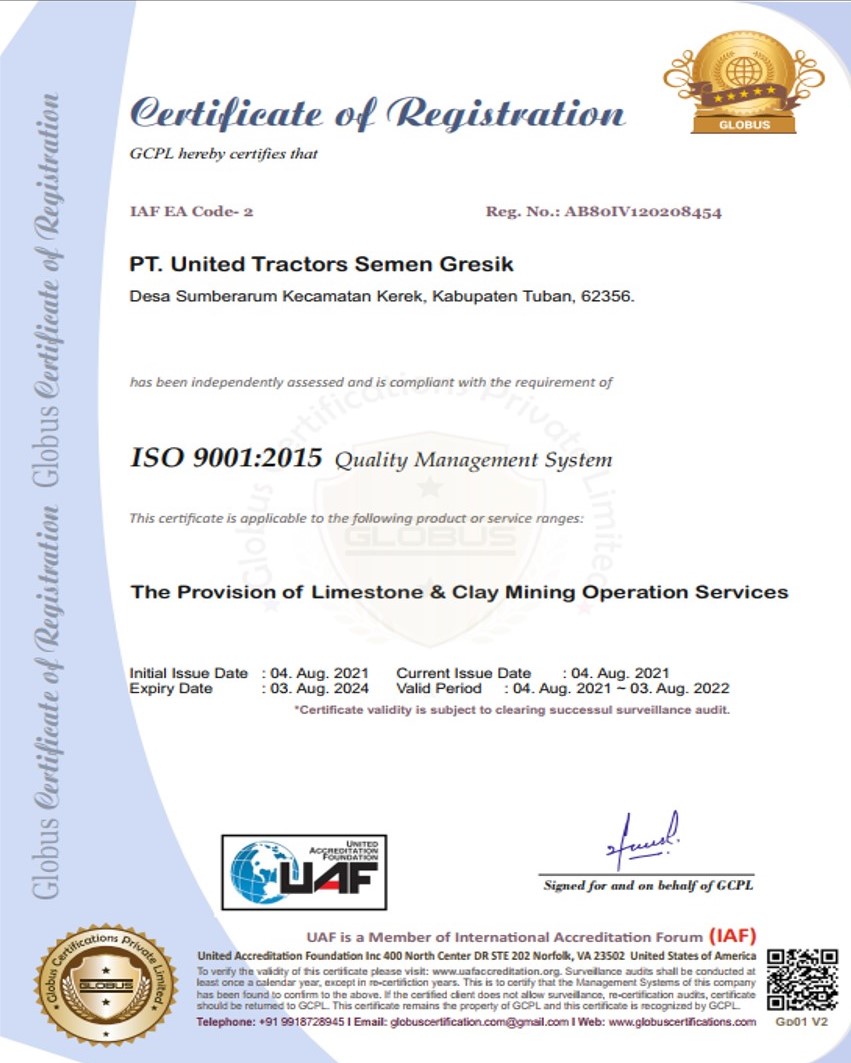 Certificate of Registration
GLOBUS
GCPL hereby certifies that
IAF EA Code- 2 Reg. No.: AB80IV120208454
PT. United Tractors Semen Gresik
Desa Sumberarum Kecamatan Kerek, Kabupaten Tuban, 62356.
has been independently assessed and is compliant with the requirement of
ISO 9001:2015 Quality Management System
This certificate is applicable to the following product or service ranges:
Globus Certifications Private Limited
GLOBUS
The Provision of Limestone & Clay Mining Operation Services
Initial Issue Date : 04. Aug. 2021 Current Issue Date : 04. Aug. 2021
Expiry Date : 03. Aug. 2024 Valid Period : 04. Aug. 2021 ~ 03. Aug. 2022
*Certificate validity is subject to clearing successul surveillance audit.
Globus Certificate of Registration Globus Certificate of Registration
UNITED
ACCREDITATION
FOUNDATION
UAF
Signed for and on behalf of GCPL
UAF is a Member of International Accreditation Forum (IAF)
United Accreditation Foundation Inc 400 North Center DR STE 202 Norfolk, VA 23502 United States of America
To verify the validity of this certificate please visit: www.uafaccreditation.org. Surveillance audits shall be conducted at
least once a calendar year, except in re-certifiction years. This is to certify that the Management Systems of this company
has been found to confirm to the above. If the certified client does not allow surveillance, re-certification audits, certificate
should be returned to GCPL. This certificate remains the property of GCPL and this certificate is recognized by GCPL.
Telephone: +91 9918728945 I Email: globuscertification.com@gmail.com I Web: www.globuscertifications.com
Globus Certifications Private Limited
GLOBUS
GD01 V2